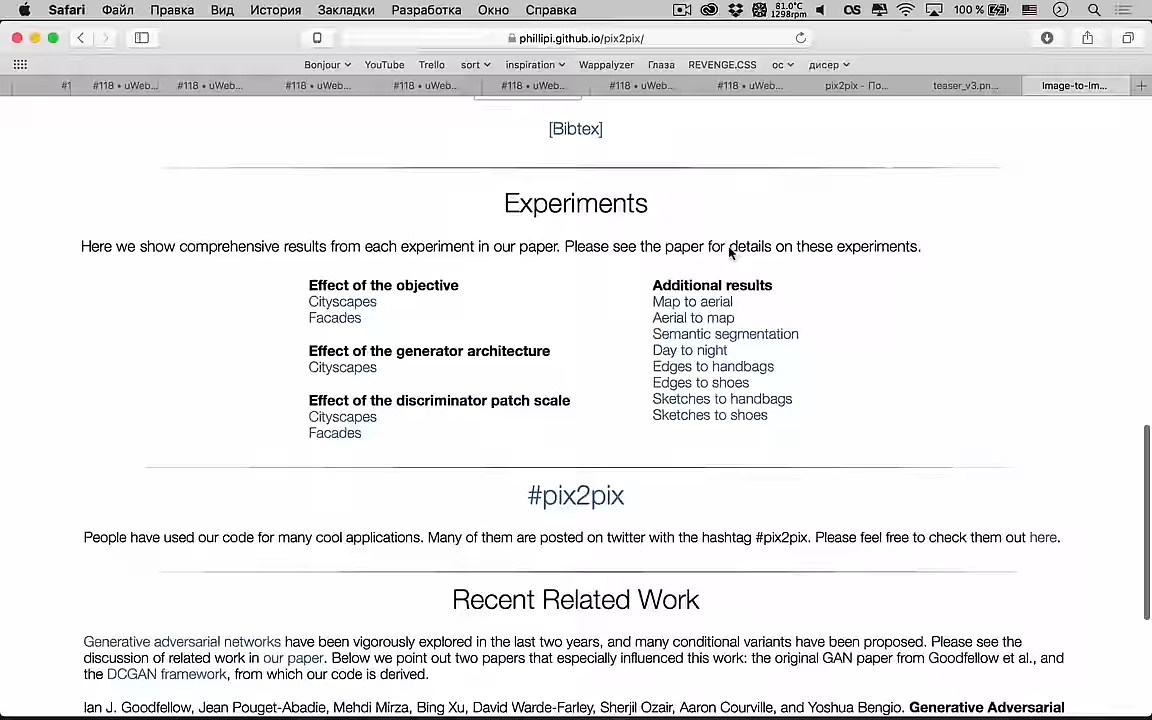 Safari Файл Правка Вид История Закладки Разработка Окно Справка 81.0°C 1298rpm 100 %
phillipi.github.io/pix2pix/
Bonjour YouTube Trello sort inspiration Wappalyzer Глаза REVENGE.CSS ос дисер
#1 #118 • uWeb... #118 • uWeb... #118 • uWeb... #118 • uWeb... #118 • uWeb... #118 • uWeb... #118 • uWeb... pix2pix - По... teaser_v3.pn... Image-to-Im...
[Bibtex]
Experiments
Here we show comprehensive results from each experiment in our paper. Please see the paper for details on these experiments.
Effect of the objective
Cityscapes
Facades
Effect of the generator architecture
Cityscapes
Effect of the discriminator patch scale
Cityscapes
Facades
Additional results
Map to aerial
Aerial to map
Semantic segmentation
Day to night
Edges to handbags
Edges to shoes
Sketches to handbags
Sketches to shoes
#pix2pix
People have used our code for many cool applications. Many of them are posted on twitter with the hashtag #pix2pix. Please feel free to check them out here.
Recent Related Work
Generative adversarial networks have been vigorously explored in the last two years, and many conditional variants have been proposed. Please see the
discussion of related work in our paper. Below we point out two papers that especially influenced this work: the original GAN paper from Goodfellow et al., and
the DCGAN framework, from which our code is derived.
Ian J. Goodfellow, Jean Pouget-Abadie, Mehdi Mirza, Bing Xu, David Warde-Farley, Sherjil Ozair, Aaron Courville, and Yoshua Bengio. Generative Adversarial